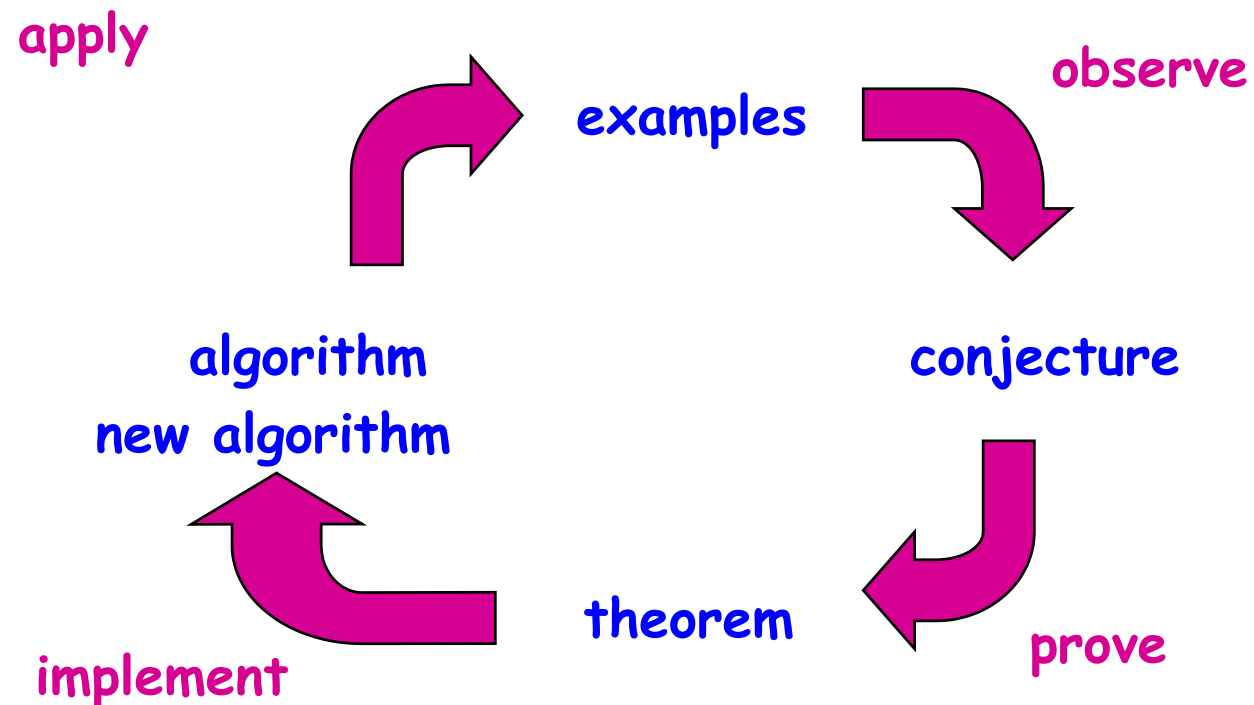 apply
observe
examples
algorithm
conjecture
new algorithm
theorem
prove
implement